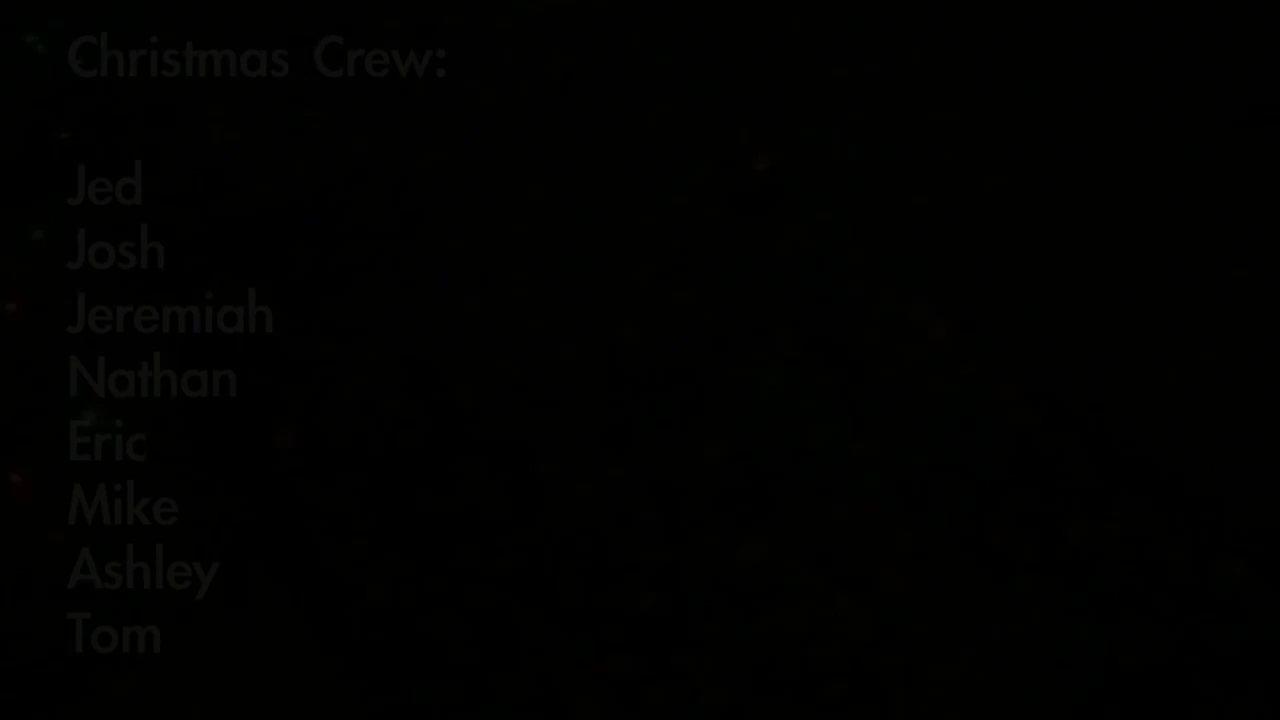 Christmas Crew:
Jed
Josh
Jeremiah
Nathan
Eric
Mike
Ashley
Tom